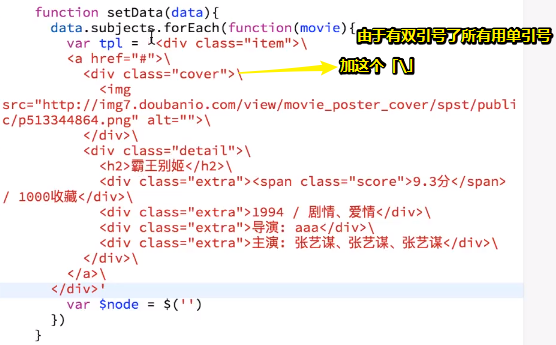 function setData(data){
data.subjects.forEach(function(movie){
由于有双引号了所有用单引号
var tpl = '<div class="item">\
<a href="#">\
加这个「\」
<div class="cover">\
<img
src="http://img7.doubanio.com/view/movie_poster_cover/spst/publi
c/p513344864.png" alt="">\
</div>\
<div class="detail">\
<h2>霸王别姬</h2>\
<div class="extra"><span class="score">9.3分</span>
/ 1000收藏</div>\
<div class="extra">1994 / 剧情、爱情</div>\
<div class="extra">导演: aaa</div>\
<div class="extra">主演: 张艺谋、张艺谋、张艺谋</div>\
</div>\
</a>\
</div>'
var $node = $('')
})
}